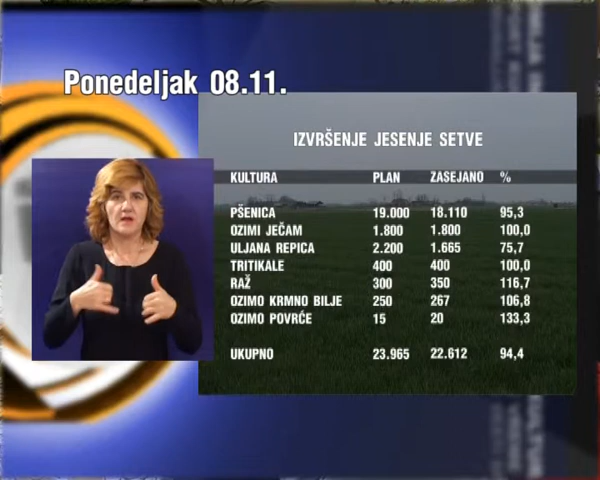 Ponedeljak 08.11.
IZVRŠENJE JESENJE SETVE
KULTURA PLAN ZASEJANO %
PŠENICA 19.000 18.110 95,3
OZIMI JEČAM 1.800 1.800 100,0
ULJANA REPICA 2.200 1.665 75,7
TRITIKALE 400 400 100,0
RAŽ 300 350 116,7
OZIMO KRMNO BILJE 250 267 106,8
OZIMO POVRĆE 15 20 133,3
UKUPNO 23.965 22.612 94,4